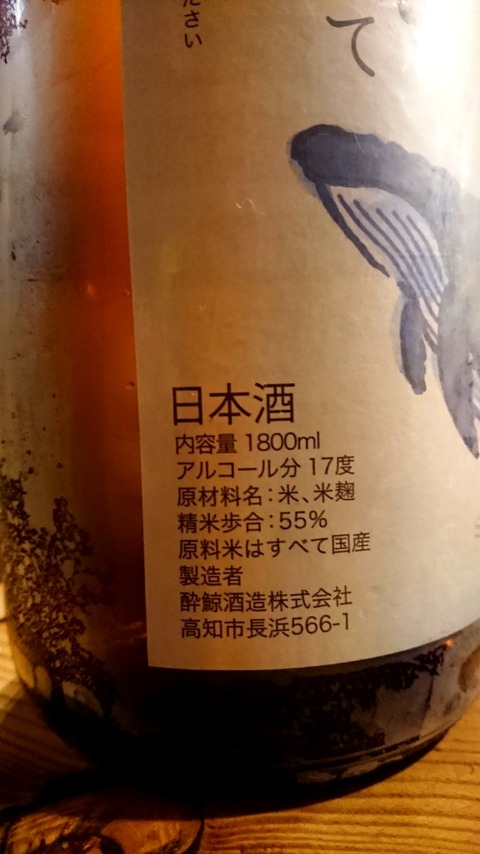 ださい
て
日本酒
内容量 1800ml
アルコール分 17度
原材料名：米、米麹
精米歩合：55%
原料米はすべて国産
製造者
酔鯨酒造株式会社
高知市長浜566-1